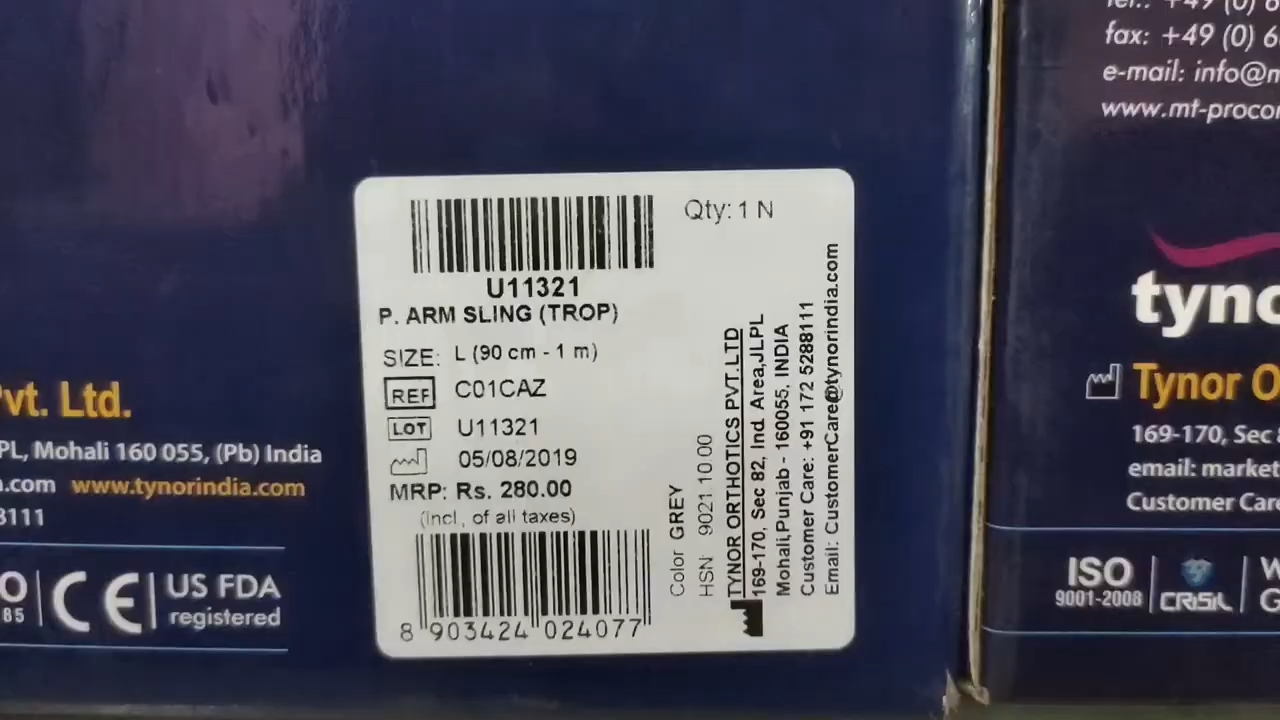 vt. Ltd.
PL, Mohali 160 055, (Pb) India
.com www.tynorindia.com
8111
CE
US FDA
registered
Qty: 1 N
U11321
P. ARM SLING (TROP)
SIZE: L (90 cm - 1 m)
REF C01CAZ
LOT U11321
05/08/2019
MRP: Rs. 280.00
(Incl., of all taxes)
8 903424 024077
Color GREY
HSN: 9021 10 00
TYNOR ORTHOTICS PVT.LTD
169-170, Sec 82, Ind. Area,JLPL
Mohali,Punjab - 160055, INDIA
Customer Care: +91 172 5288111
Email: CustomerCare@tynorindia.com
fax: +49 (0) 6
e-mail: info@m
www.mt-procon
tyno
Tynor O
169-170, Sec
email: market
Customer Care
ISO
9001-2008
CRISIL